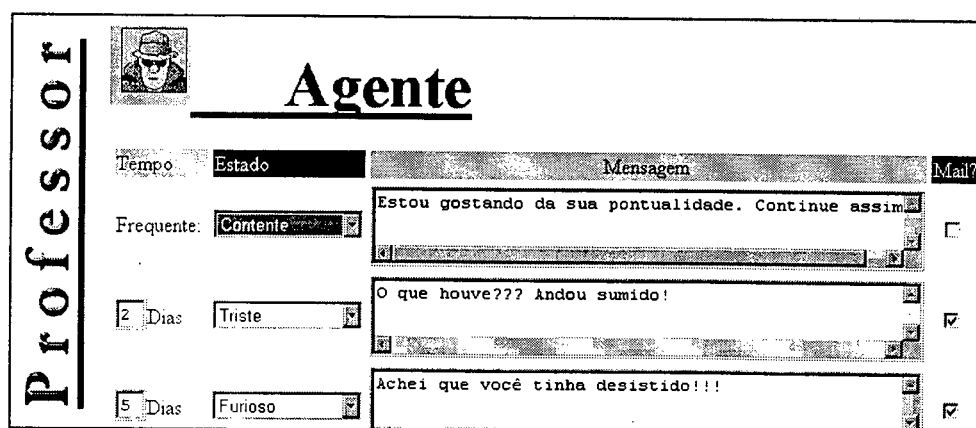 Professor
Agente
Tempo Estado Mensagem Mail?
Frequente: Contente Estou gostando da sua pontualidade. Continue assim
2 Dias Triste O que houve??? Andou sumido!
5 Dias Furioso Achei que você tinha desistido!!!